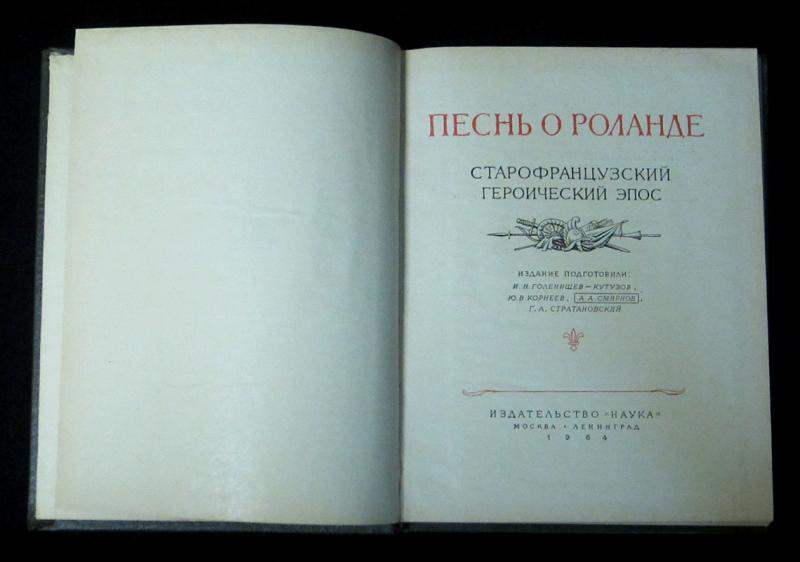 ПЕСНЬ О РОЛАНДЕ
СТАРОФРАНЦУЗСКИЙ
ГЕРОИЧЕСКИЙ ЭПОС
ИЗДАНИЕ ПОДГОТОВИЛИ:
И. Н. ГОЛЕНИЩЕВ—КУТУЗОВ,
Ю. В. КОРНЕЕВ, А. А. СМИРНОВ,
Г. А. СТРАТАНОВСКИЙ
ИЗДАТЕЛЬСТВО «НАУКА»
МОСКВА • ЛЕНИНГРАД
1964